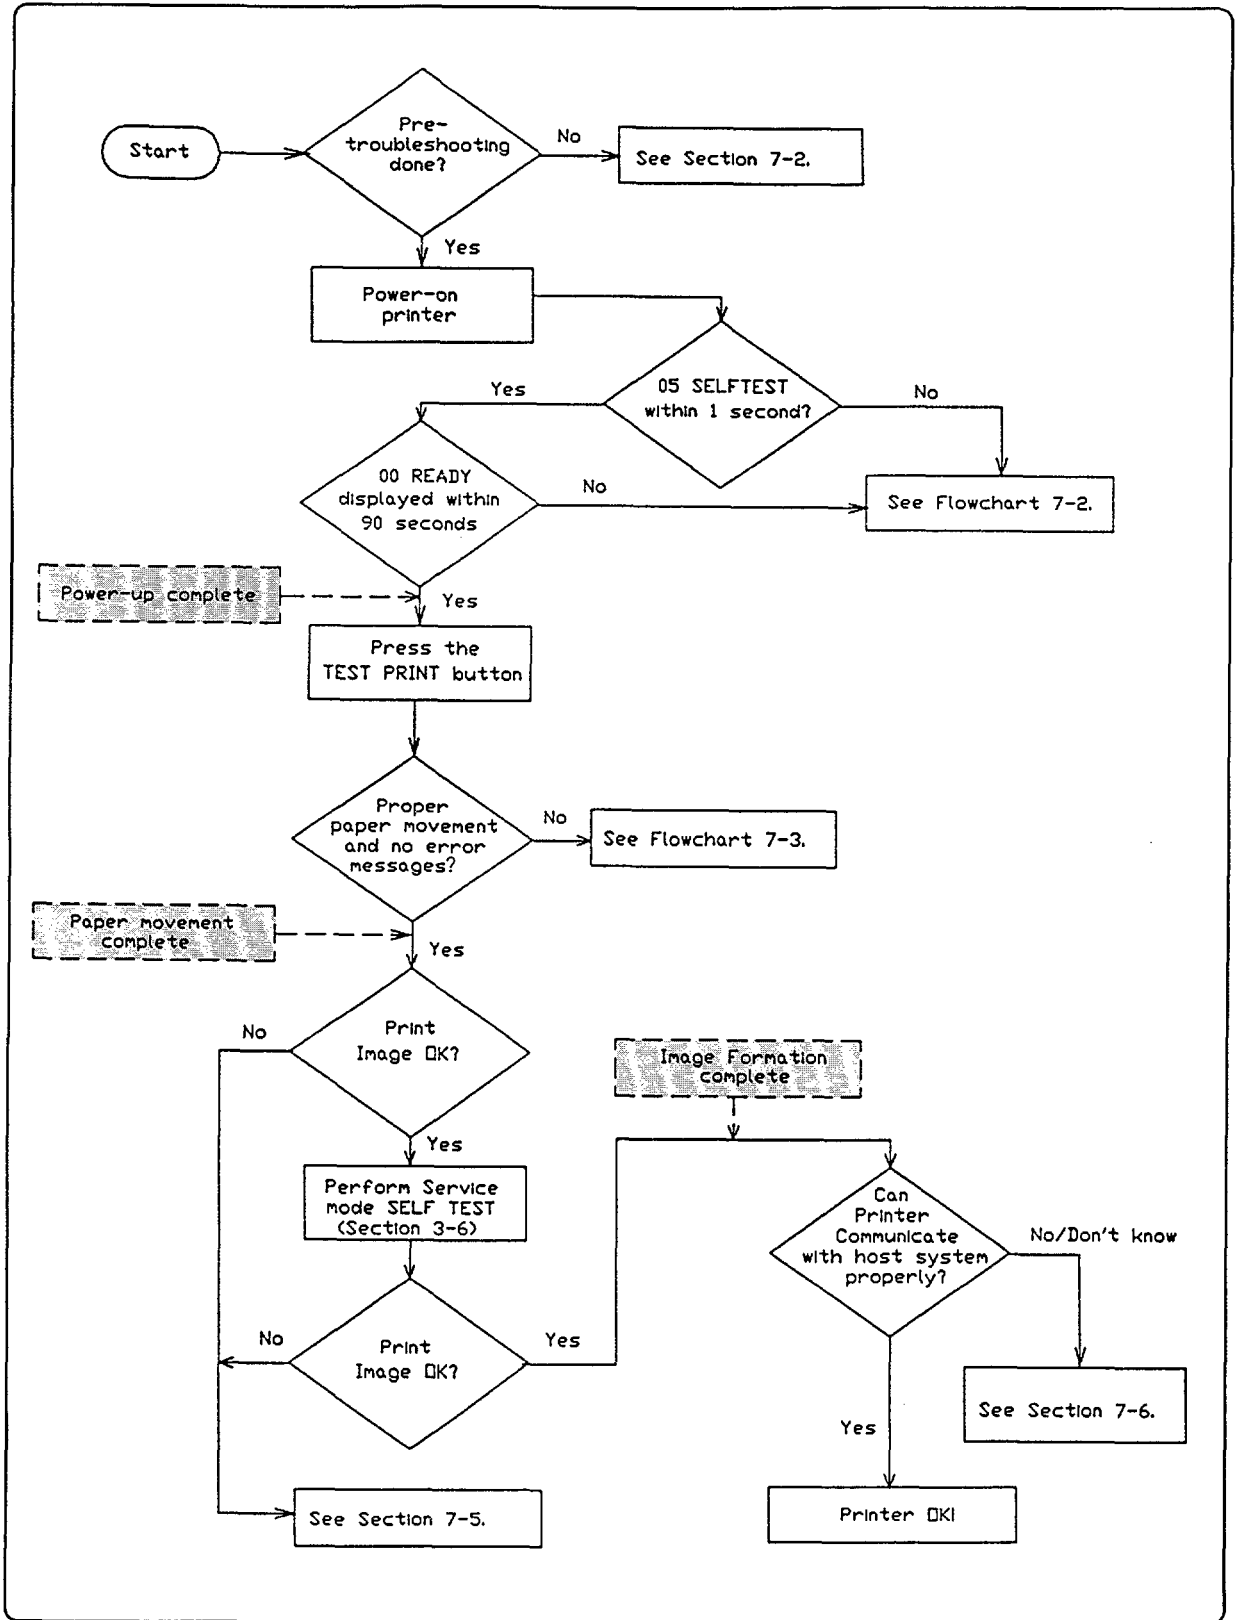 Start
Pre-
troubleshooting
done?
No
See Section 7-2.
Yes
Power-on
printer
05 SELFTEST
within 1 second?
Yes
No
00 READY
displayed within
90 seconds
No
See Flowchart 7-2.
Power-up complete
Yes
Press the
TEST PRINT button
Proper
paper movement
and no error
messages?
No
See Flowchart 7-3.
Paper movement
complete
Yes
Print
Image OK?
No
Image Formation
complete
Yes
Perform Service
mode SELF TEST
(Section 3-6)
Can
Printer
Communicate
with host system
properly?
No/Don't know
Print
Image OK?
No
Yes
See Section 7-6.
Yes
See Section 7-5.
Printer OK!